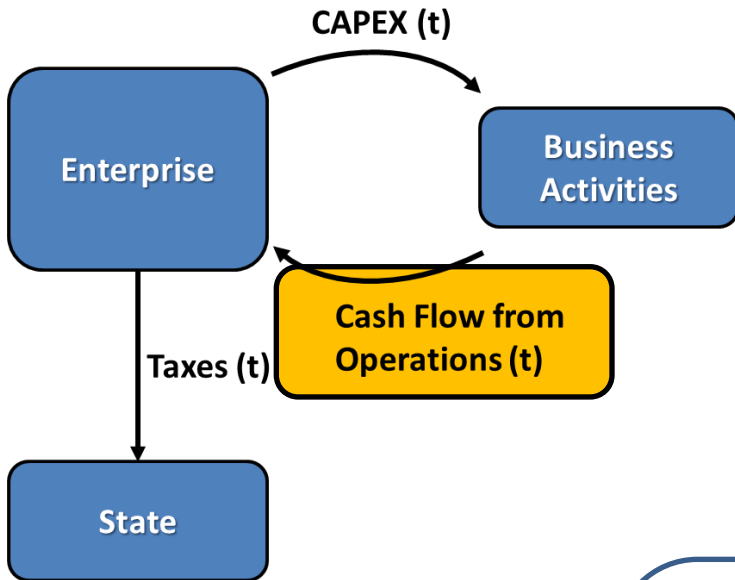 CAPEX (t)
Enterprise
Business
Activities
Cash Flow from
Operations (t)
Taxes (t)
State